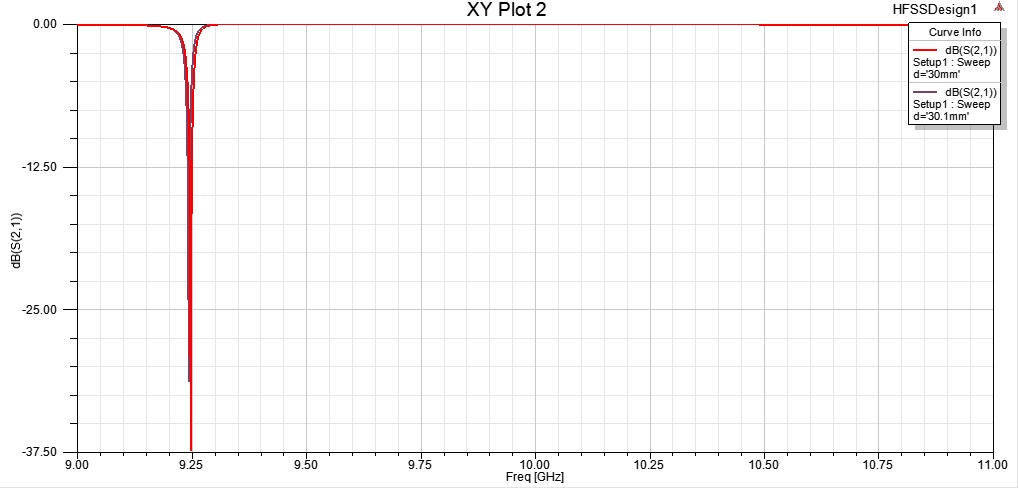 XY Plot 2
HFSSDesign1
Curve Info
dB(S(2,1))
Setup1 : Sweep
d='30mm'
dB(S(2,1))
Setup1 : Sweep
d='30.1mm'
0.00
-12.50
-25.00
-37.50
dB(S(2,1))
9.00 9.25 9.50 9.75 10.00 10.25 10.50 10.75 11.00
Freq [GHz]